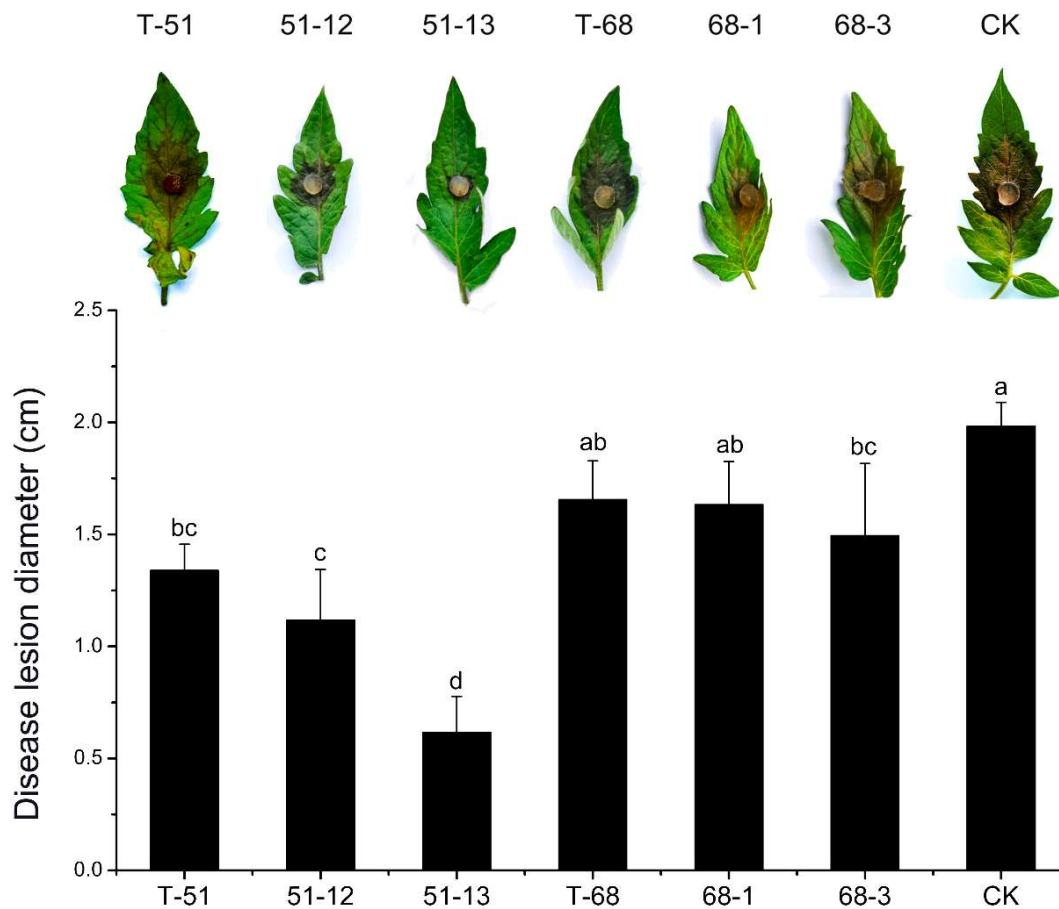 T-51 51-12 51-13 T-68 68-1 68-3 CK
2.5
2.0
1.5
1.0
0.5
0.0
Disease lesion diameter (cm)
bc
c
d
ab
ab
bc
a
T-51 51-12 51-13 T-68 68-1 68-3 CK